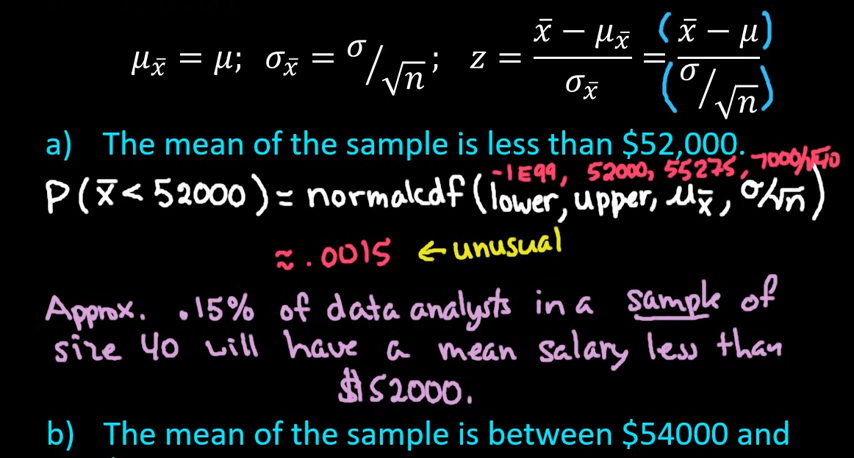 μx̄ = μ; σx̄ = σ/√n; z = (x̄ − μx̄)/σx̄ = (x̄ − μ)/(σ/√n)
a) The mean of the sample is less than $52,000.
-1E99, 52000, 55275, 7000/√40
P(x̄ < 52000) = normalcdf(lower, upper, μx̄, σ/√n)
≈ .0015 ← unusual
Approx. .15% of data analysts in a sample of
size 40 will have a mean salary less than
$52000.
b) The mean of the sample is between $54000 and